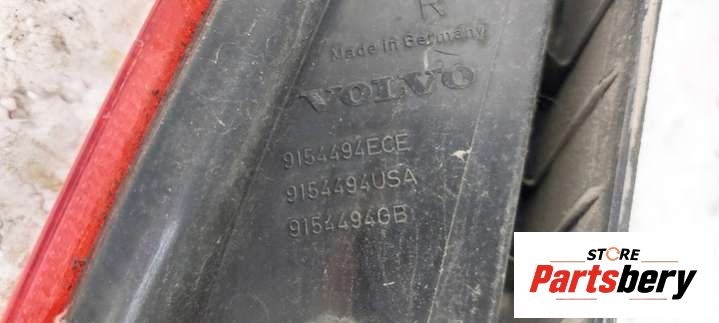 R
Made in Germany
VOLVO
9154494ECE
9154494USA
9154494GB
STORE
Partsbery